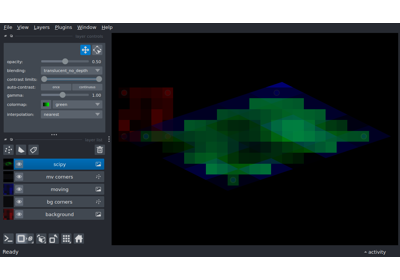 File View Layers Plugins Window Help
opacity: 0.50
blending: translucent_no_depth
contrast limits:
auto-contrast: once continuous
gamma: 1.00
colormap: green
interpolation: nearest
scipy
mv corners
moving
bg corners
background
Ready
activity